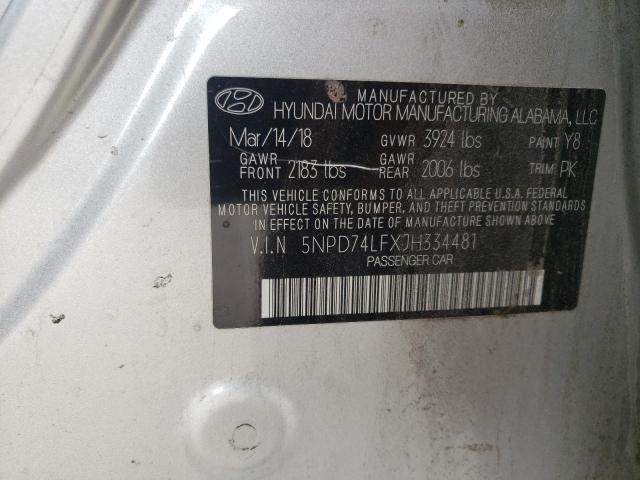 MANUFACTURED BY
HYUNDAI MOTOR MANUFACTURING ALABAMA, LLC
Mar/14/18 GVWR 3924 lbs PAINT Y8
GAWR FRONT 2183 lbs GAWR REAR 2006 lbs TRIM PK
THIS VEHICLE CONFORMS TO ALL APPLICABLE U.S.A. FEDERAL
MOTOR VEHICLE SAFETY, BUMPER, AND THEFT PREVENTION STANDARDS
IN EFFECT ON THE DATE OF MANUFACTURE SHOWN ABOVE.
V.I.N 5NPD74LFXJH334481
PASSENGER CAR